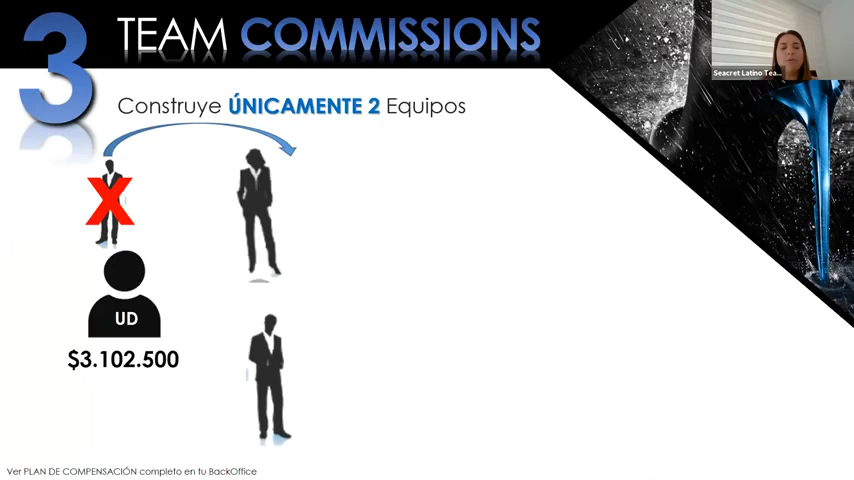 3
TEAM COMMISSIONS
Seacret Latino Tea...
Construye ÚNICAMENTE 2 Equipos
X
UD
$3.102.500
Ver PLAN DE COMPENSACIÓN completo en tu BackOffice